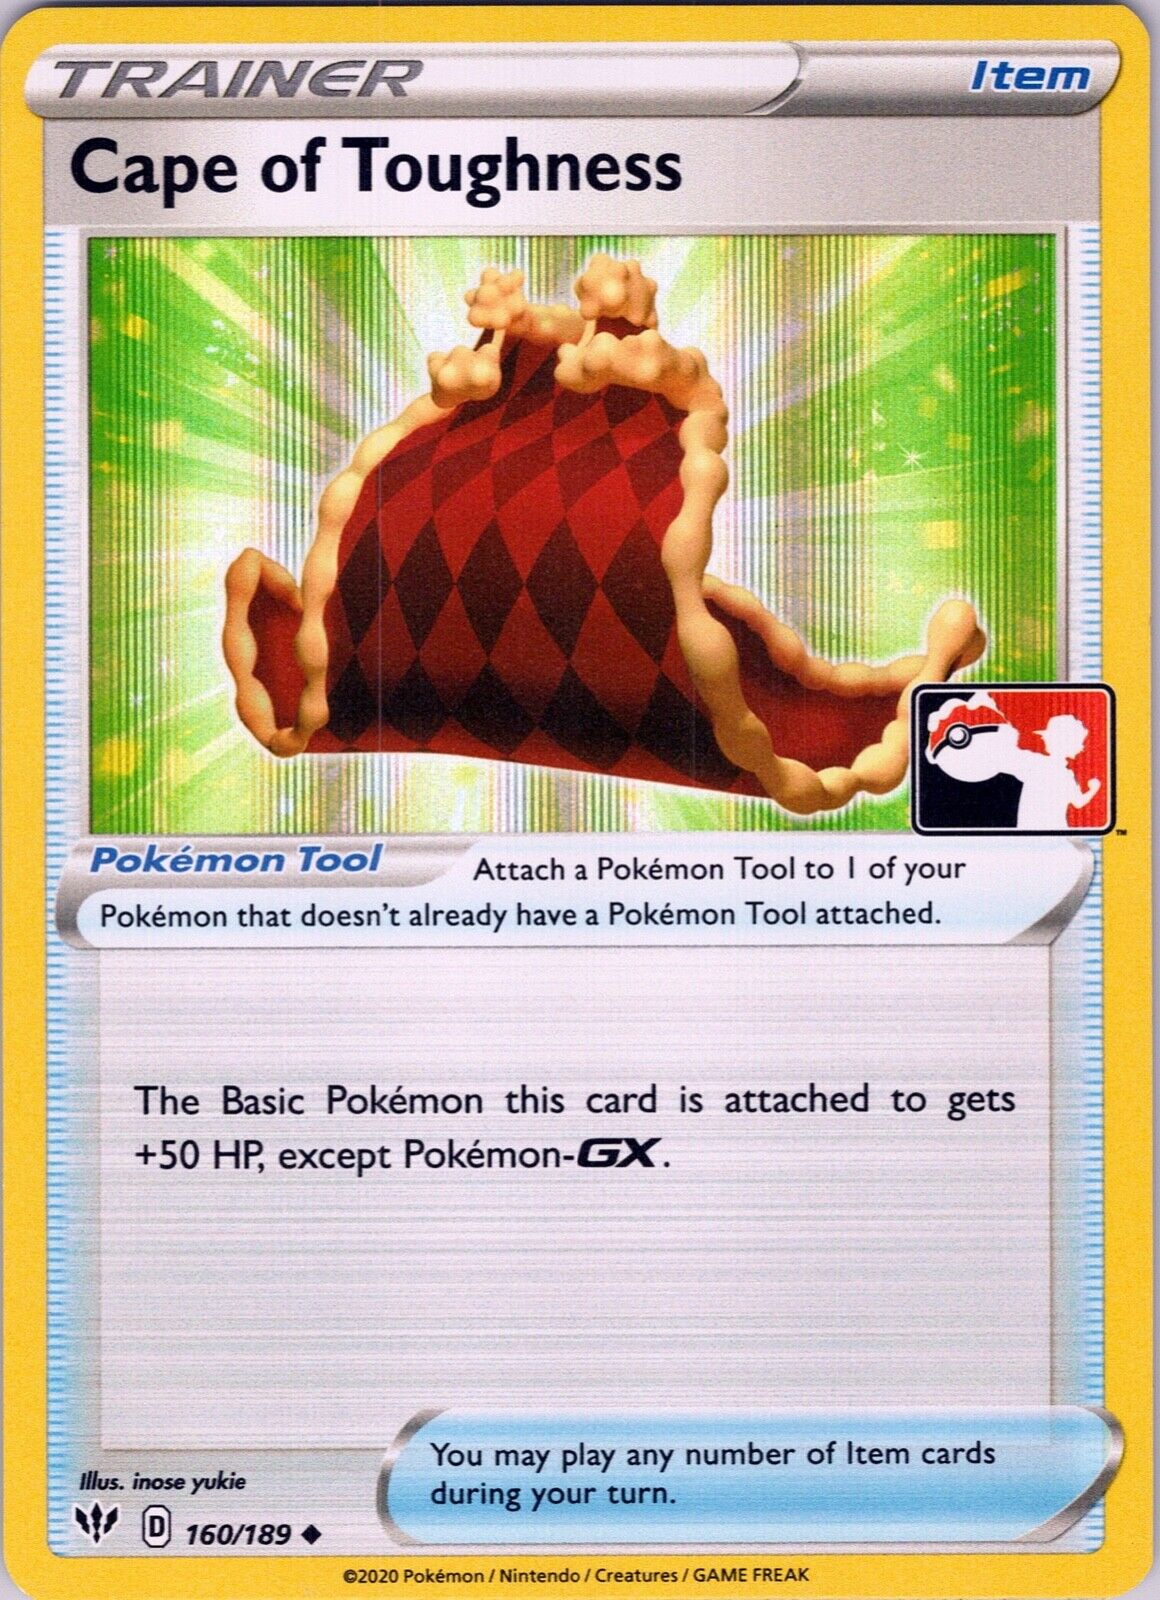 TRAINER
Item
Cape of Toughness
™
Pokémon Tool
Attach a Pokémon Tool to 1 of your
Pokémon that doesn't already have a Pokémon Tool attached.
The Basic Pokémon this card is attached to gets
+50 HP, except Pokémon-GX.
You may play any number of Item cards
during your turn.
Illus. inose yukie
D 160/189
©2020 Pokémon / Nintendo / Creatures / GAME FREAK